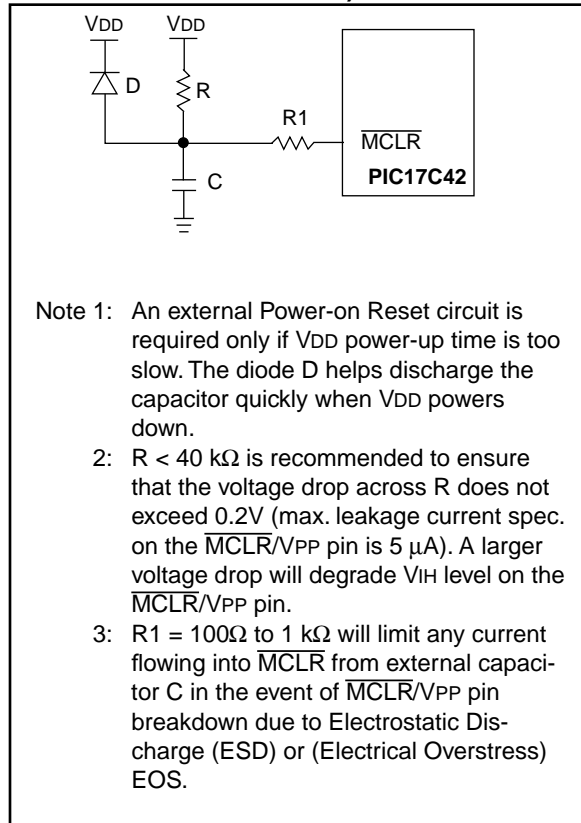 VDD VDD
D
R
R1
MCLR
C
PIC17C42
Note 1: An external Power-on Reset circuit is
required only if VDD power-up time is too
slow. The diode D helps discharge the
capacitor quickly when VDD powers
down.
2: R < 40 kΩ is recommended to ensure
that the voltage drop across R does not
exceed 0.2V (max. leakage current spec.
on the MCLR/VPP pin is 5 µA). A larger
voltage drop will degrade VIH level on the
MCLR/VPP pin.
3: R1 = 100Ω to 1 kΩ will limit any current
flowing into MCLR from external capaci-
tor C in the event of MCLR/VPP pin
breakdown due to Electrostatic Dis-
charge (ESD) or (Electrical Overstress)
EOS.